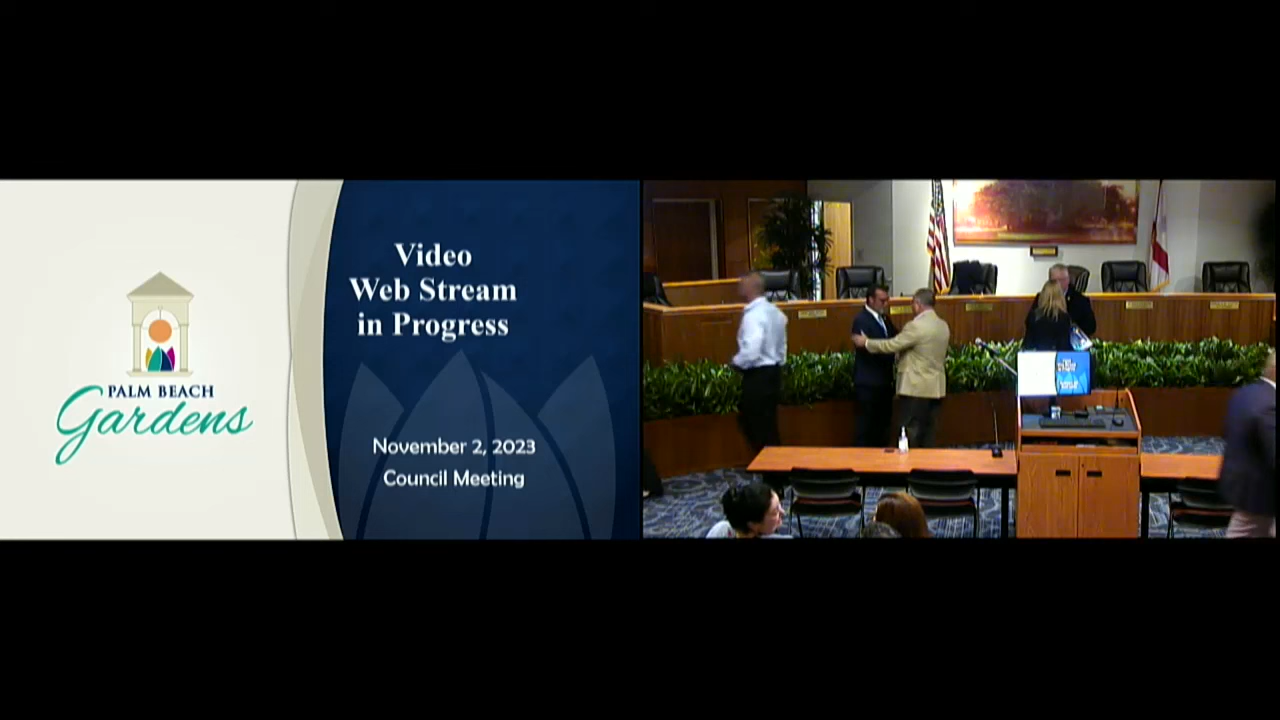 PALM BEACH
Gardens
Video
Web Stream
in Progress
November 2, 2023
Council Meeting